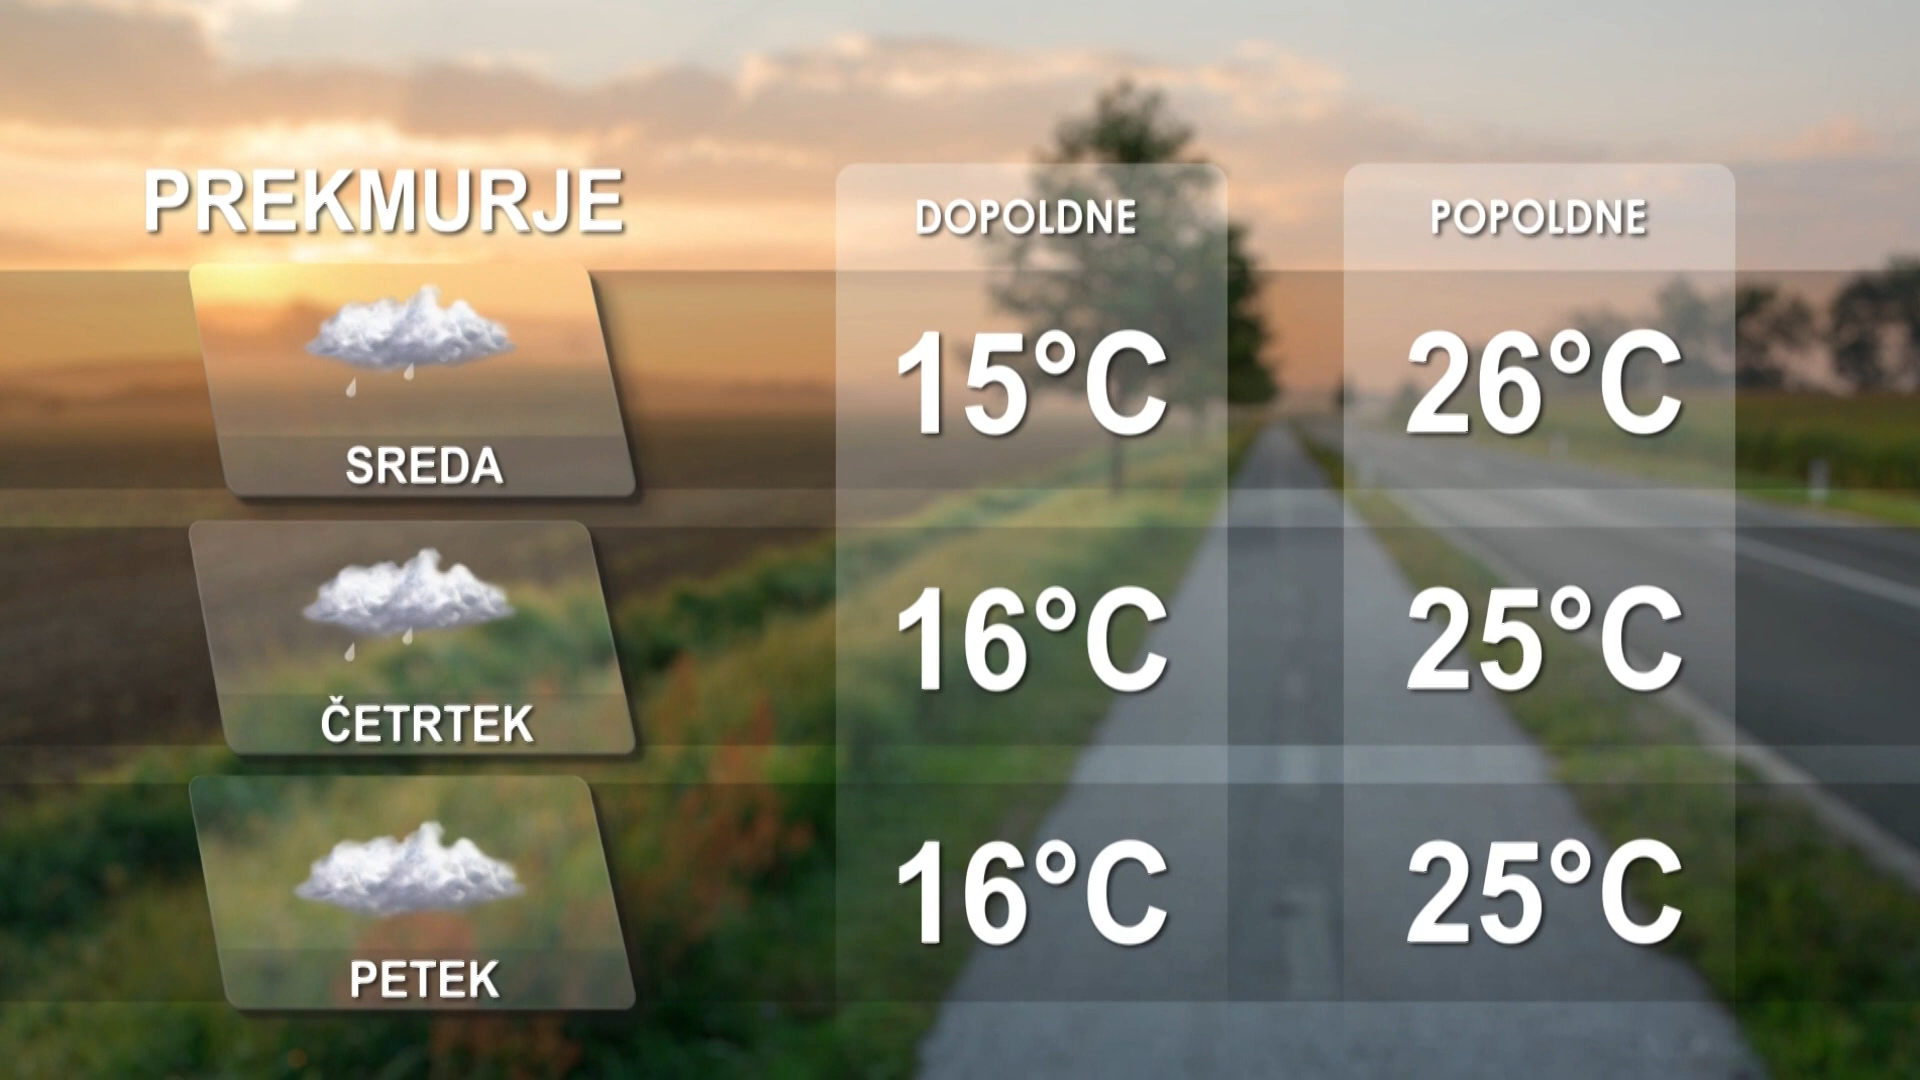 PREKMURJE
DOPOLDNE
POPOLDNE
15°C
26°C
SREDA
16°C
25°C
ČETRTEK
16°C
25°C
PETEK